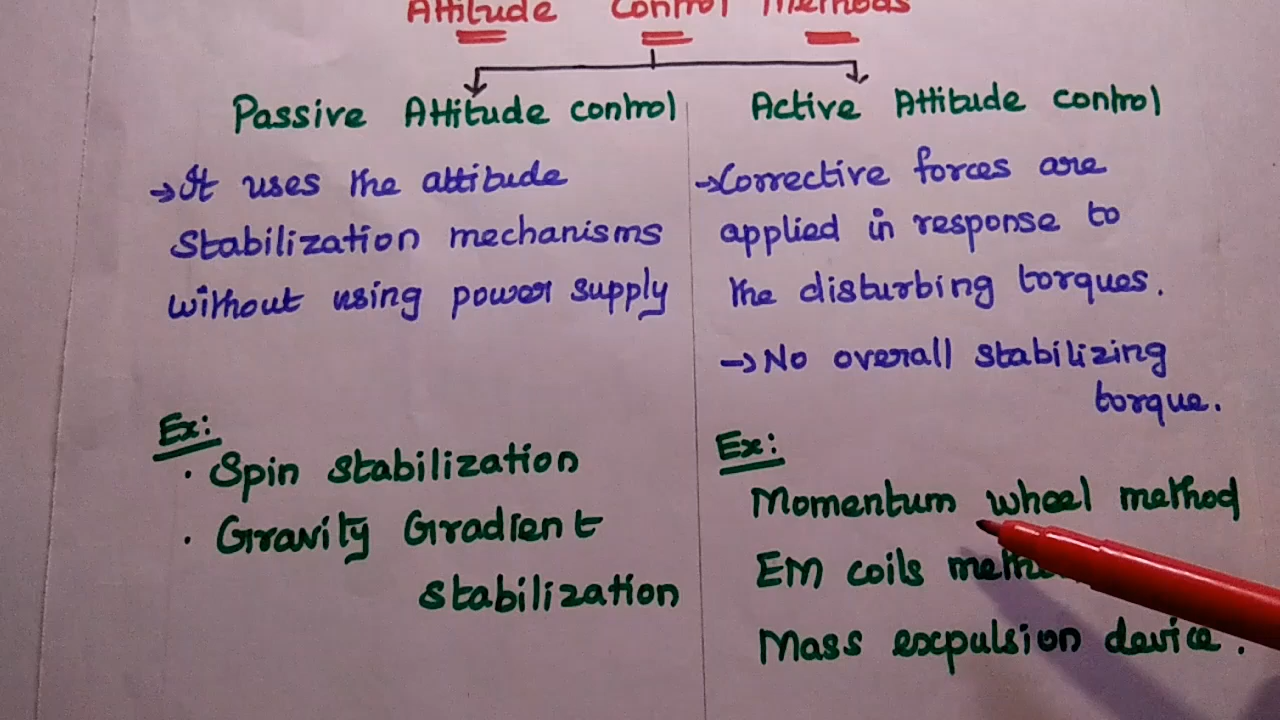 Attitude Control Methods
Passive Attitude control
→It uses the attitude
stabilization mechanisms
without using power supply
Ex:
· Spin stabilization
· Gravity Gradient
stabilization
Active Attitude control
→Corrective forces are
applied in response to
the disturbing torques.
→No overall stabilizing
torque.
Ex:
Momentum wheel method
EM coils
Mass expulsion device.